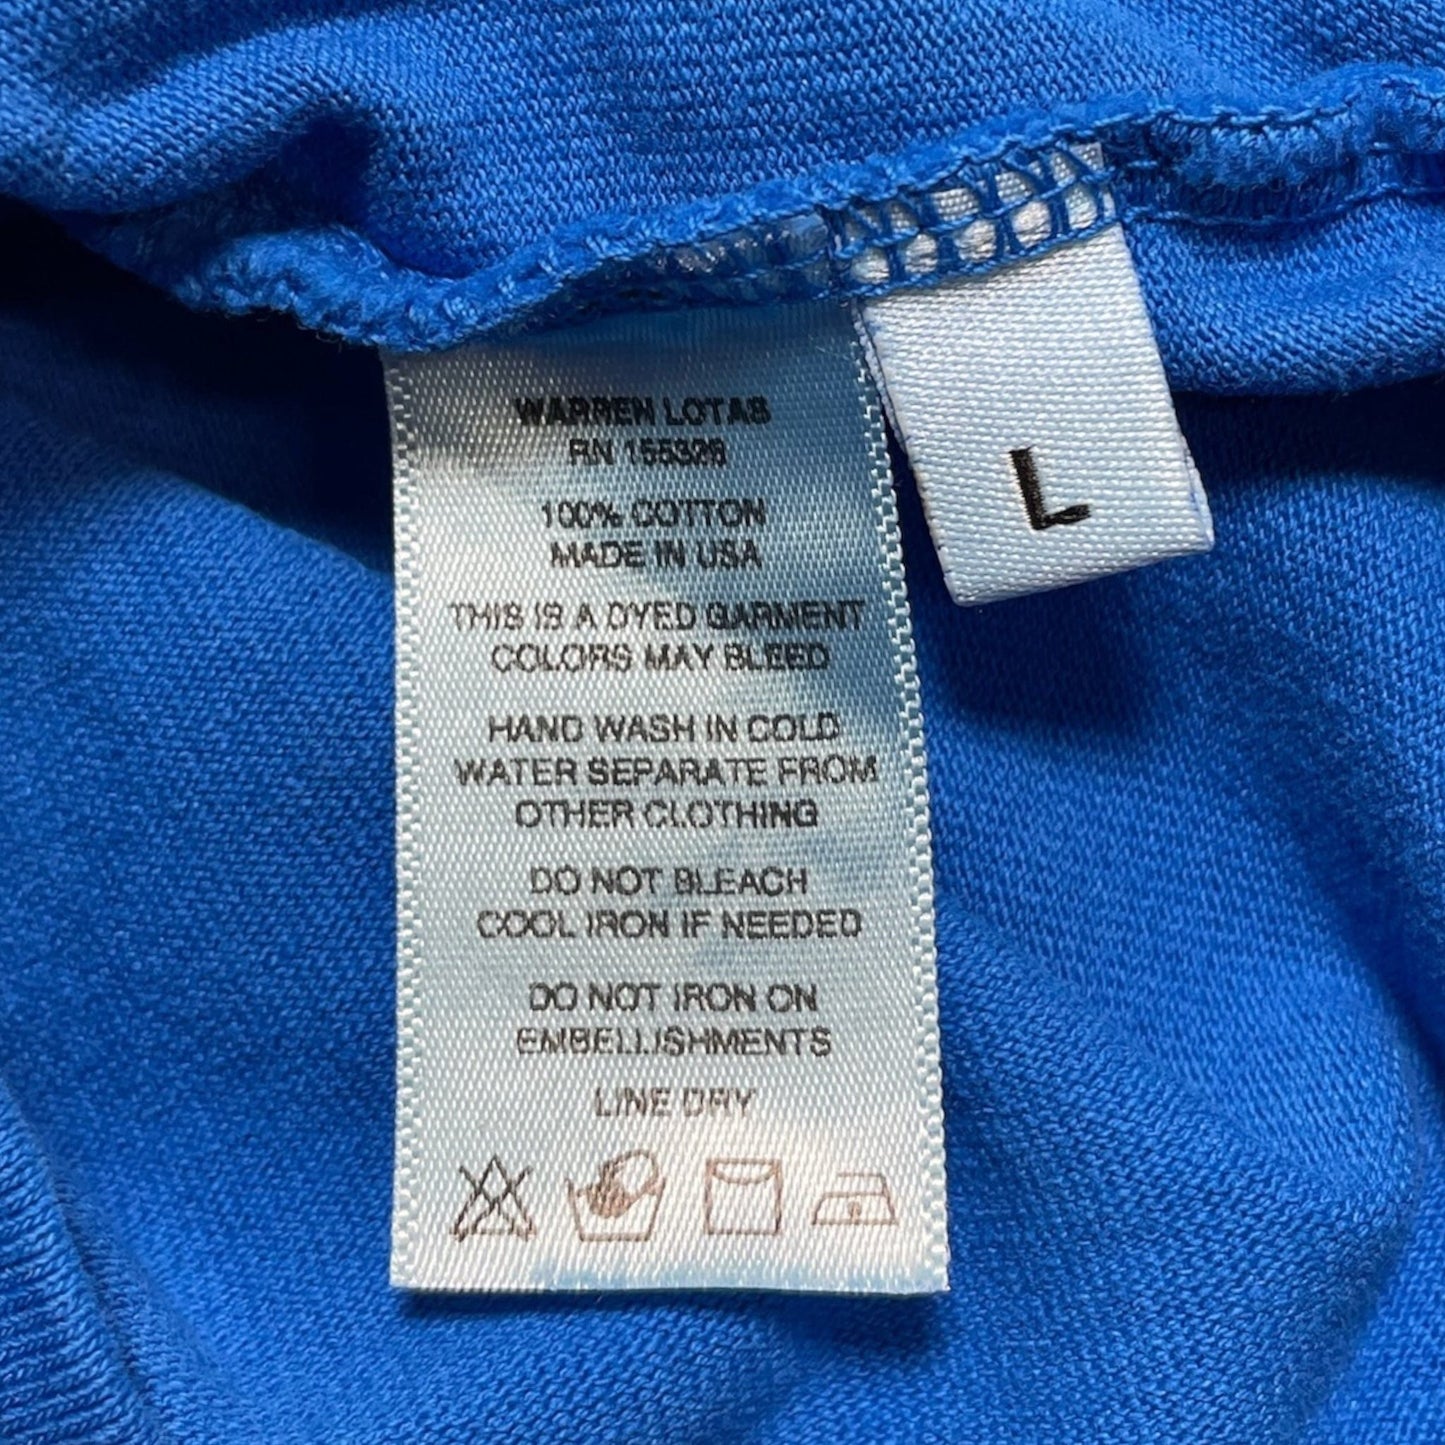 WARREN LOTAS
RN 155326
100% COTTON
MADE IN USA
THIS IS A DYED GARMENT
COLORS MAY BLEED
HAND WASH IN COLD
WATER SEPARATE FROM
OTHER CLOTHING
DO NOT BLEACH
COOL IRON IF NEEDED
DO NOT IRON ON
EMBELLISHMENTS
LINE DRY
L